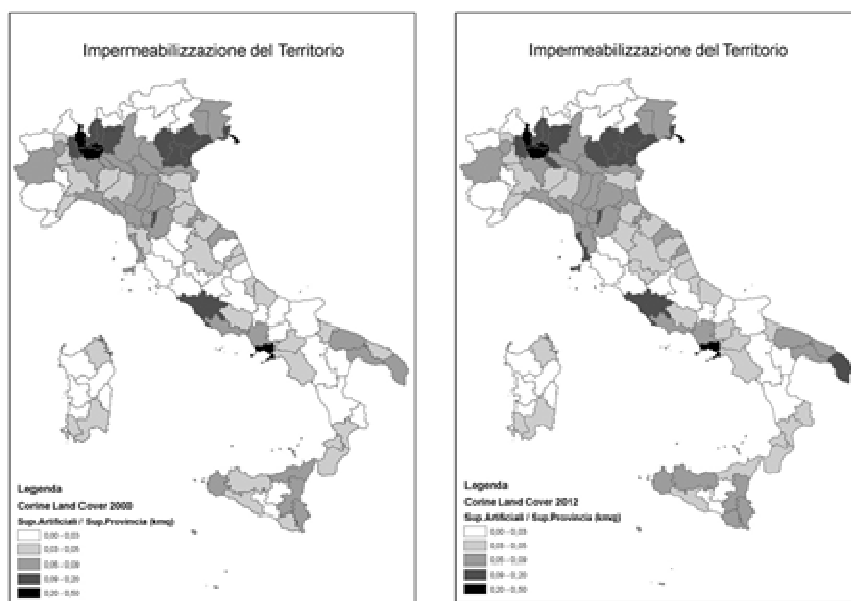 Impermeabilizzazione del Territorio
Legenda
Corine Land Cover 2000
Sup.Artificiali / Sup.Provincia (kmq)
0,00 - 0,03
0,03 - 0,05
0,05 - 0,09
0,09 - 0,20
0,20 - 0,50
Impermeabilizzazione del Territorio
Legenda
Corine Land Cover 2012
Sup.Artificiali / Sup.Provincia (kmq)
0,00 - 0,03
0,03 - 0,05
0,05 - 0,09
0,09 - 0,20
0,20 - 0,50